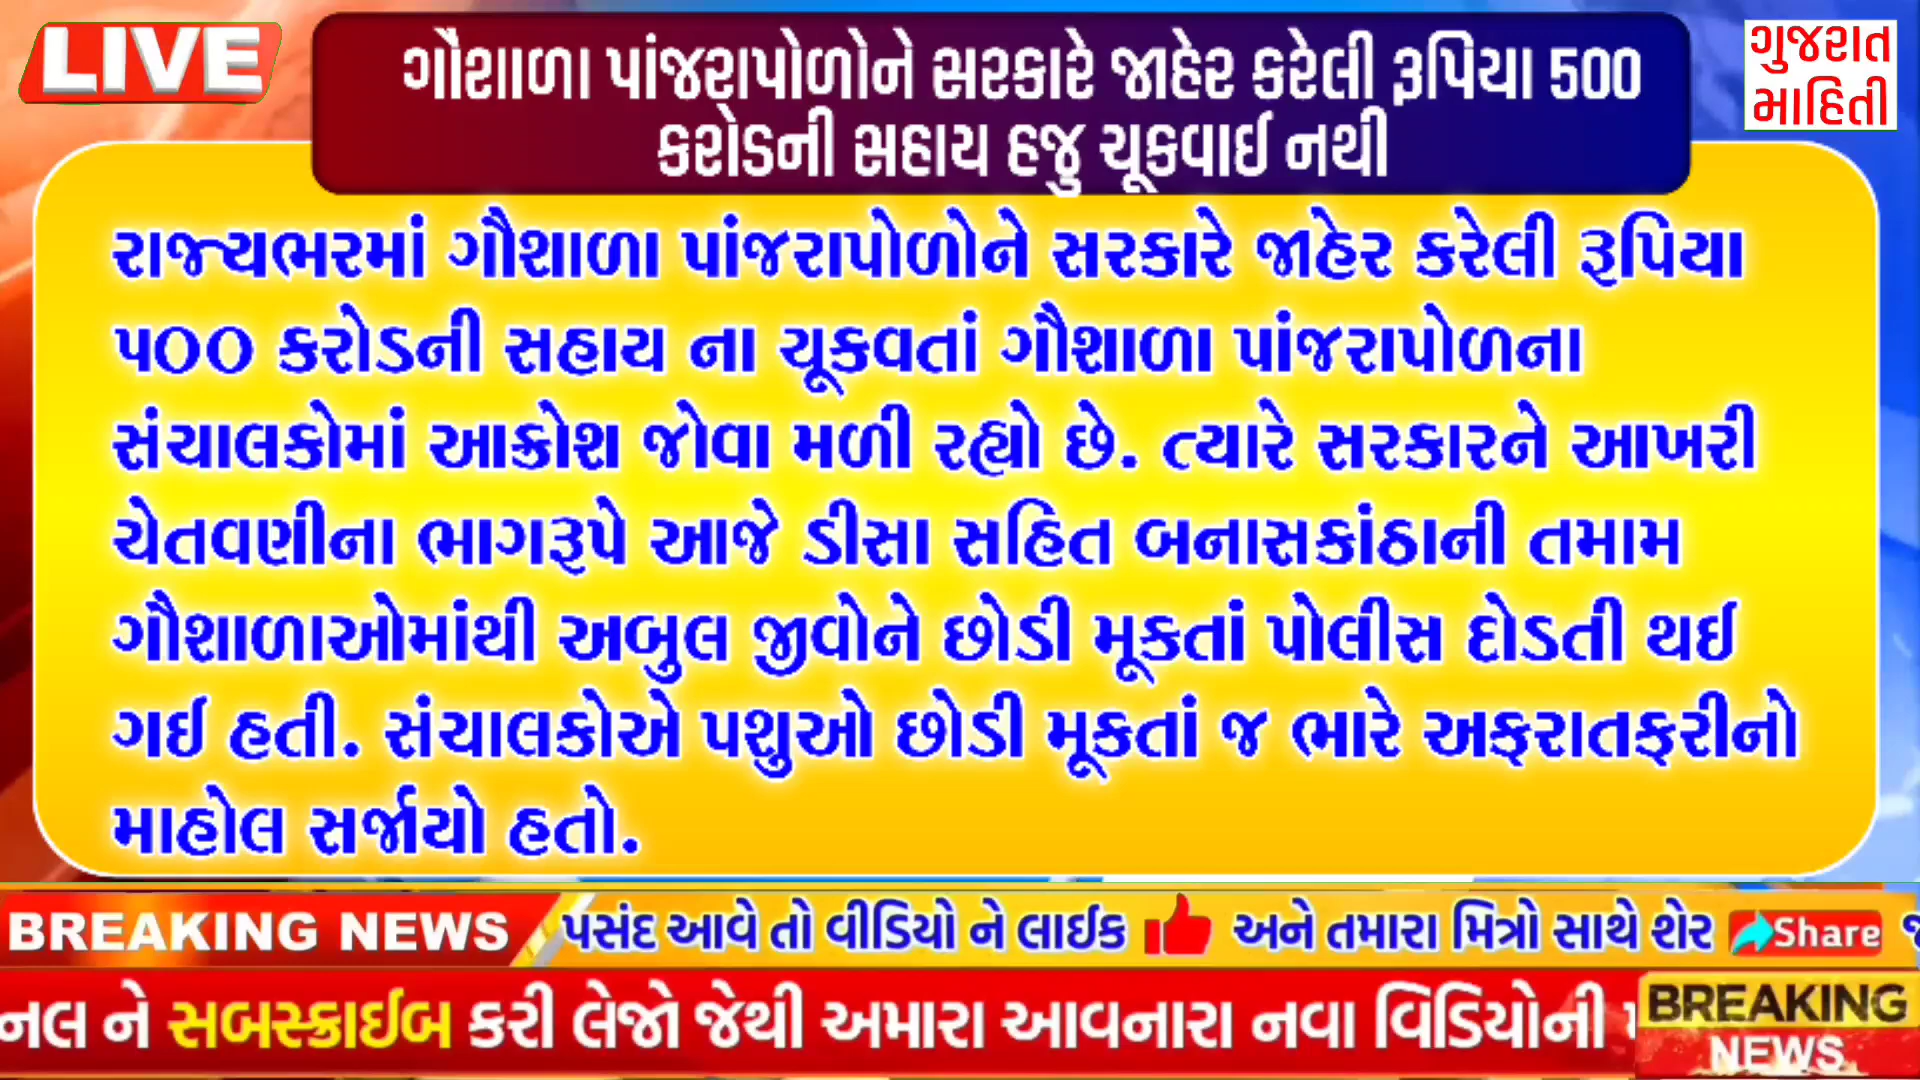 LIVE
ગૌશાળા પાંજરાપોળોને સરકારે જાહેર કરેલી રૂપિયા 500
કરોડની સહાય હજુ ચૂકવાઈ નથી
ગુજરાત
માહિતી
રાજ્યભરમાં ગૌશાળા પાંજરાપોળોને સરકારે જાહેર કરેલી રૂપિયા
૫૦૦ કરોડની સહાય ના ચૂકવતાં ગૌશાળા પાંજરાપોળના
સંચાલકોમાં આક્રોશ જોવા મળી રહ્યો છે. ત્યારે સરકારને આખરી
ચેતવણીના ભાગરૂપે આજે ડીસા સહિત બનાસકાંઠાની તમામ
ગૌશાળાઓમાંથી અબુલ જીવોને છોડી મૂકતાં પોલીસ દોડતી થઈ
ગઈ હતી. સંચાલકોએ પશુઓ છોડી મૂકતાં જ ભારે અફરાતફરીનો
માહોલ સર્જાયો હતો.
BREAKING NEWS પસંદ આવે તો વીડિયો ને લાઈક અને તમારા મિત્રો સાથે શેર Share
નલ ને સબસ્ક્રાઈબ કરી લેજો જેથી અમારા આવનારા નવા વિડિયોની
BREAKING
NEWS